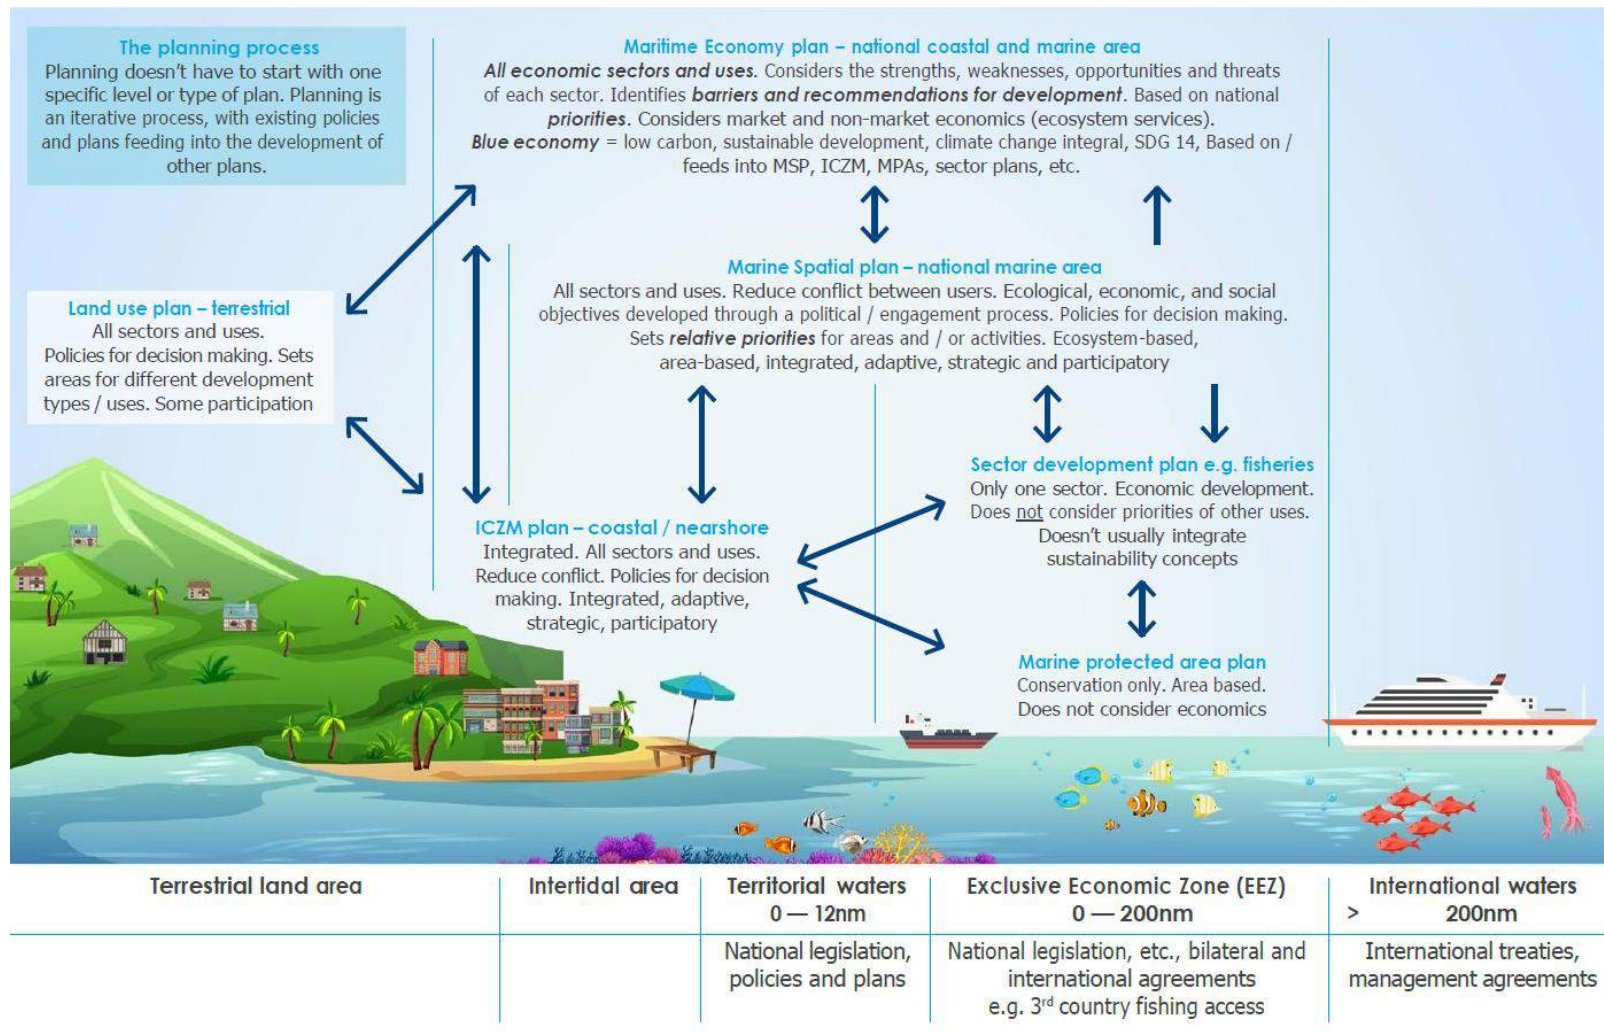 The planning process
Planning doesn't have to start with one
specific level or type of plan. Planning is
an iterative process, with existing policies
and plans feeding into the development of
other plans.
Maritime Economy plan – national coastal and marine area
All economic sectors and uses. Considers the strengths, weaknesses, opportunities and threats
of each sector. Identifies barriers and recommendations for development. Based on national
priorities. Considers market and non-market economics (ecosystem services).
Blue economy = low carbon, sustainable development, climate change integral, SDG 14, Based on /
feeds into MSP, ICZM, MPAs, sector plans, etc.
Marine Spatial plan – national marine area
All sectors and uses. Reduce conflict between users. Ecological, economic, and social
objectives developed through a political / engagement process. Policies for decision making.
Sets relative priorities for areas and / or activities. Ecosystem-based,
area-based, integrated, adaptive, strategic and participatory
Land use plan – terrestrial
All sectors and uses.
Policies for decision making. Sets
areas for different development
types / uses. Some participation
Sector development plan e.g. fisheries
Only one sector. Economic development.
Does not consider priorities of other uses.
Doesn't usually integrate
sustainability concepts
ICZM plan – coastal / nearshore
Integrated. All sectors and uses.
Reduce conflict. Policies for decision
making. Integrated, adaptive,
strategic, participatory
Marine protected area plan
Conservation only. Area based.
Does not consider economics
Terrestrial land area
Intertidal area
Territorial waters
0 — 12nm
Exclusive Economic Zone (EEZ)
0 — 200nm
International waters
> 200nm
National legislation,
policies and plans
National legislation, etc., bilateral and
international agreements
e.g. 3rd country fishing access
International treaties,
management agreements